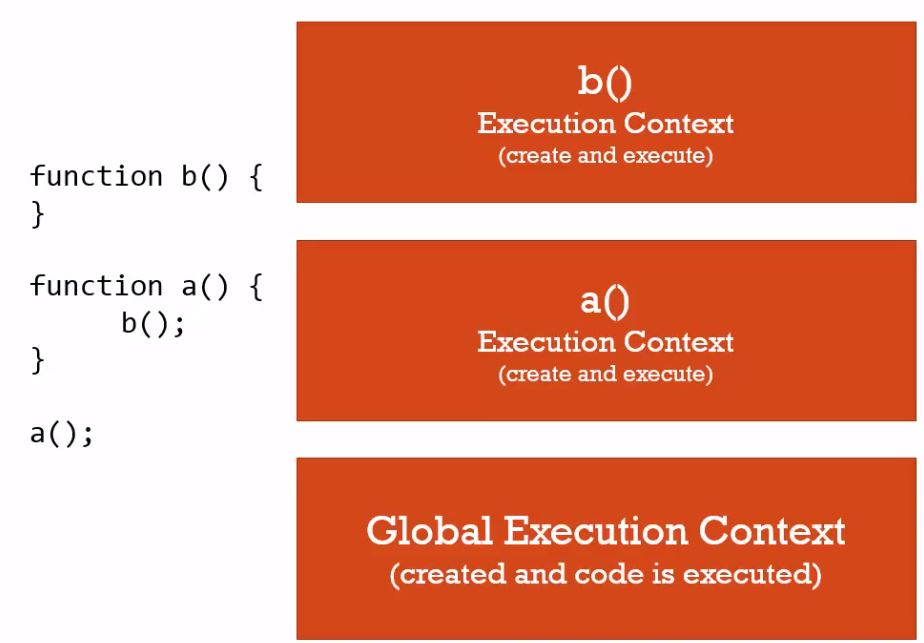 function b() {
}
function a() {
b();
}
a();
b()
Execution Context
(create and execute)
a()
Execution Context
(create and execute)
Global Execution Context
(created and code is executed)